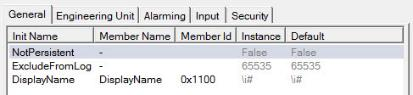 General Engineering Unit Alarming Input Security
Init Name Member Name Member Id Instance Default
NotPersistent - False False
ExcludeFromLog - 65535 65535
DisplayName DisplayName 0x1100 \i# \i#